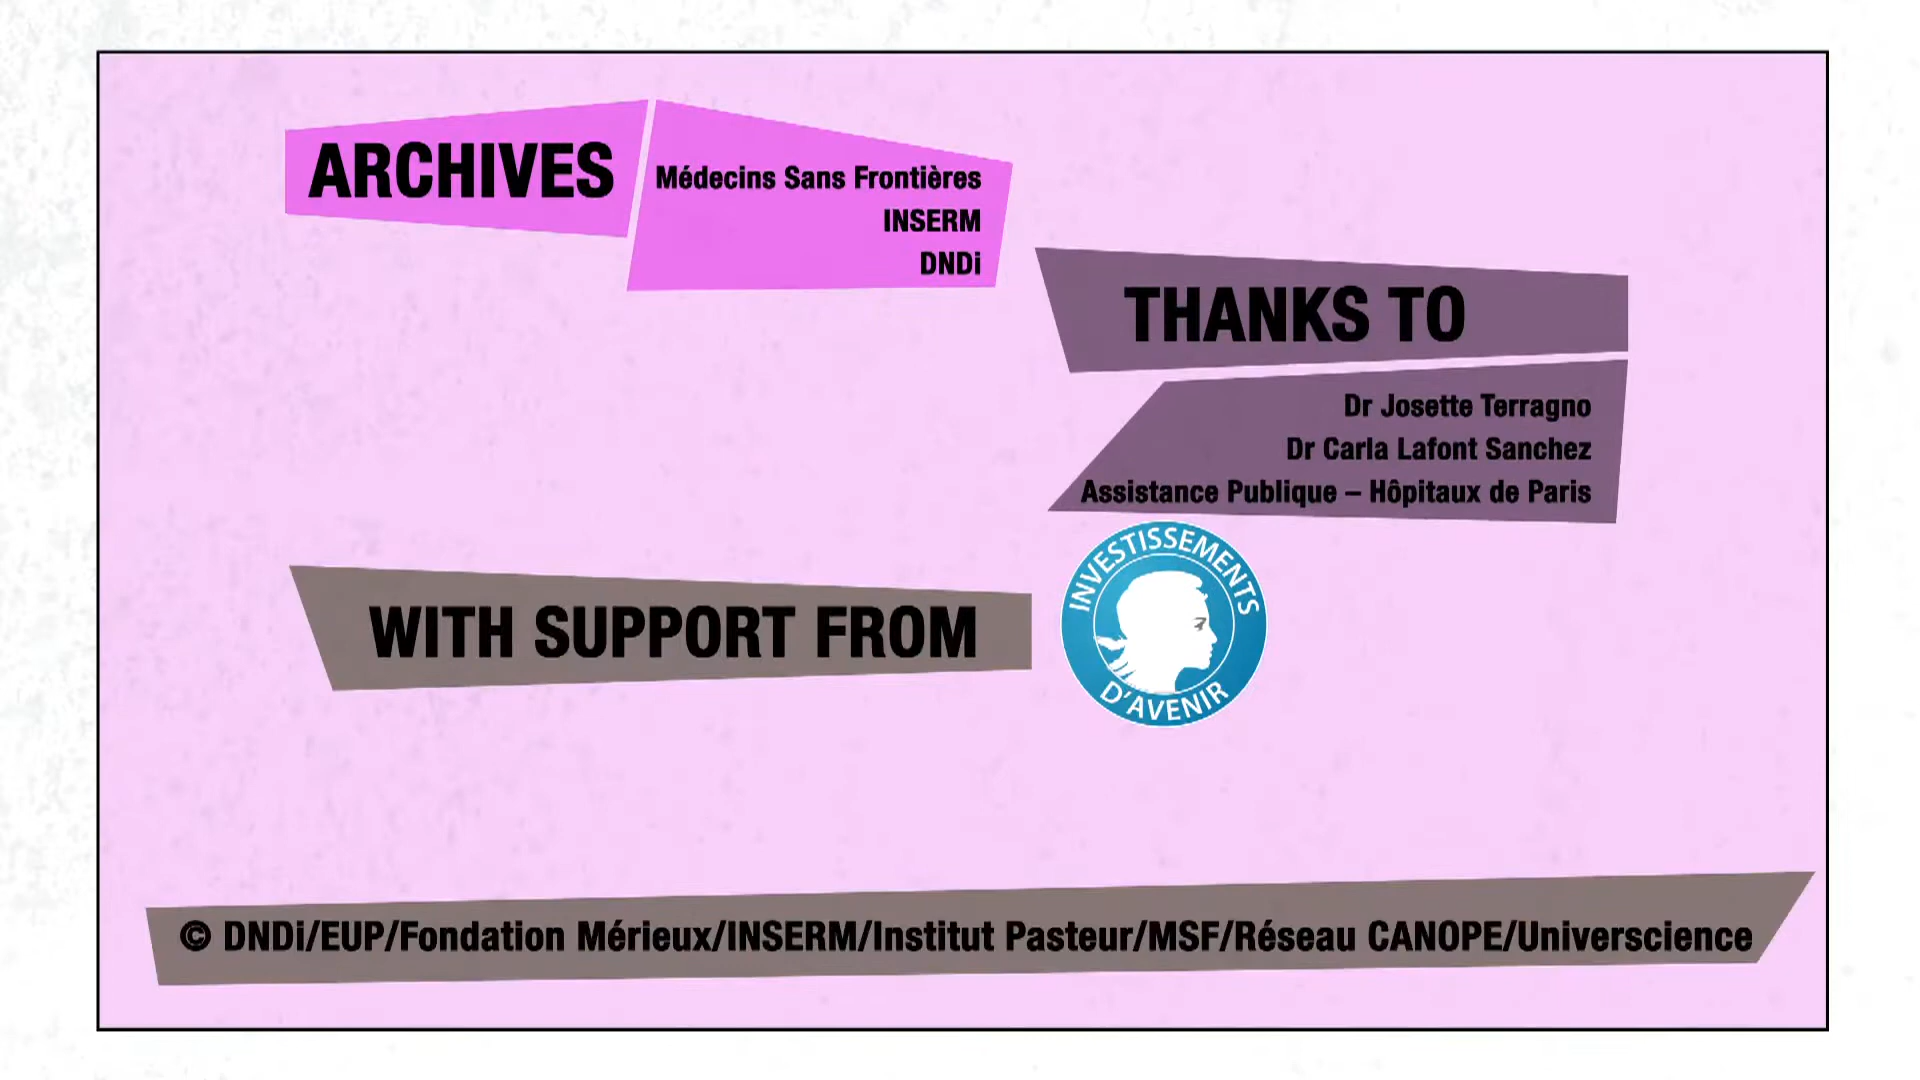 ARCHIVES
Médecins Sans Frontières
INSERM
DNDi
THANKS TO
Dr Josette Terragno
Dr Carla Lafont Sanchez
Assistance Publique – Hôpitaux de Paris
WITH SUPPORT FROM
INVESTISSEMENTS
D'AVENIR
© DNDi/EUP/Fondation Mérieux/INSERM/Institut Pasteur/MSF/Réseau CANOPE/Universcience